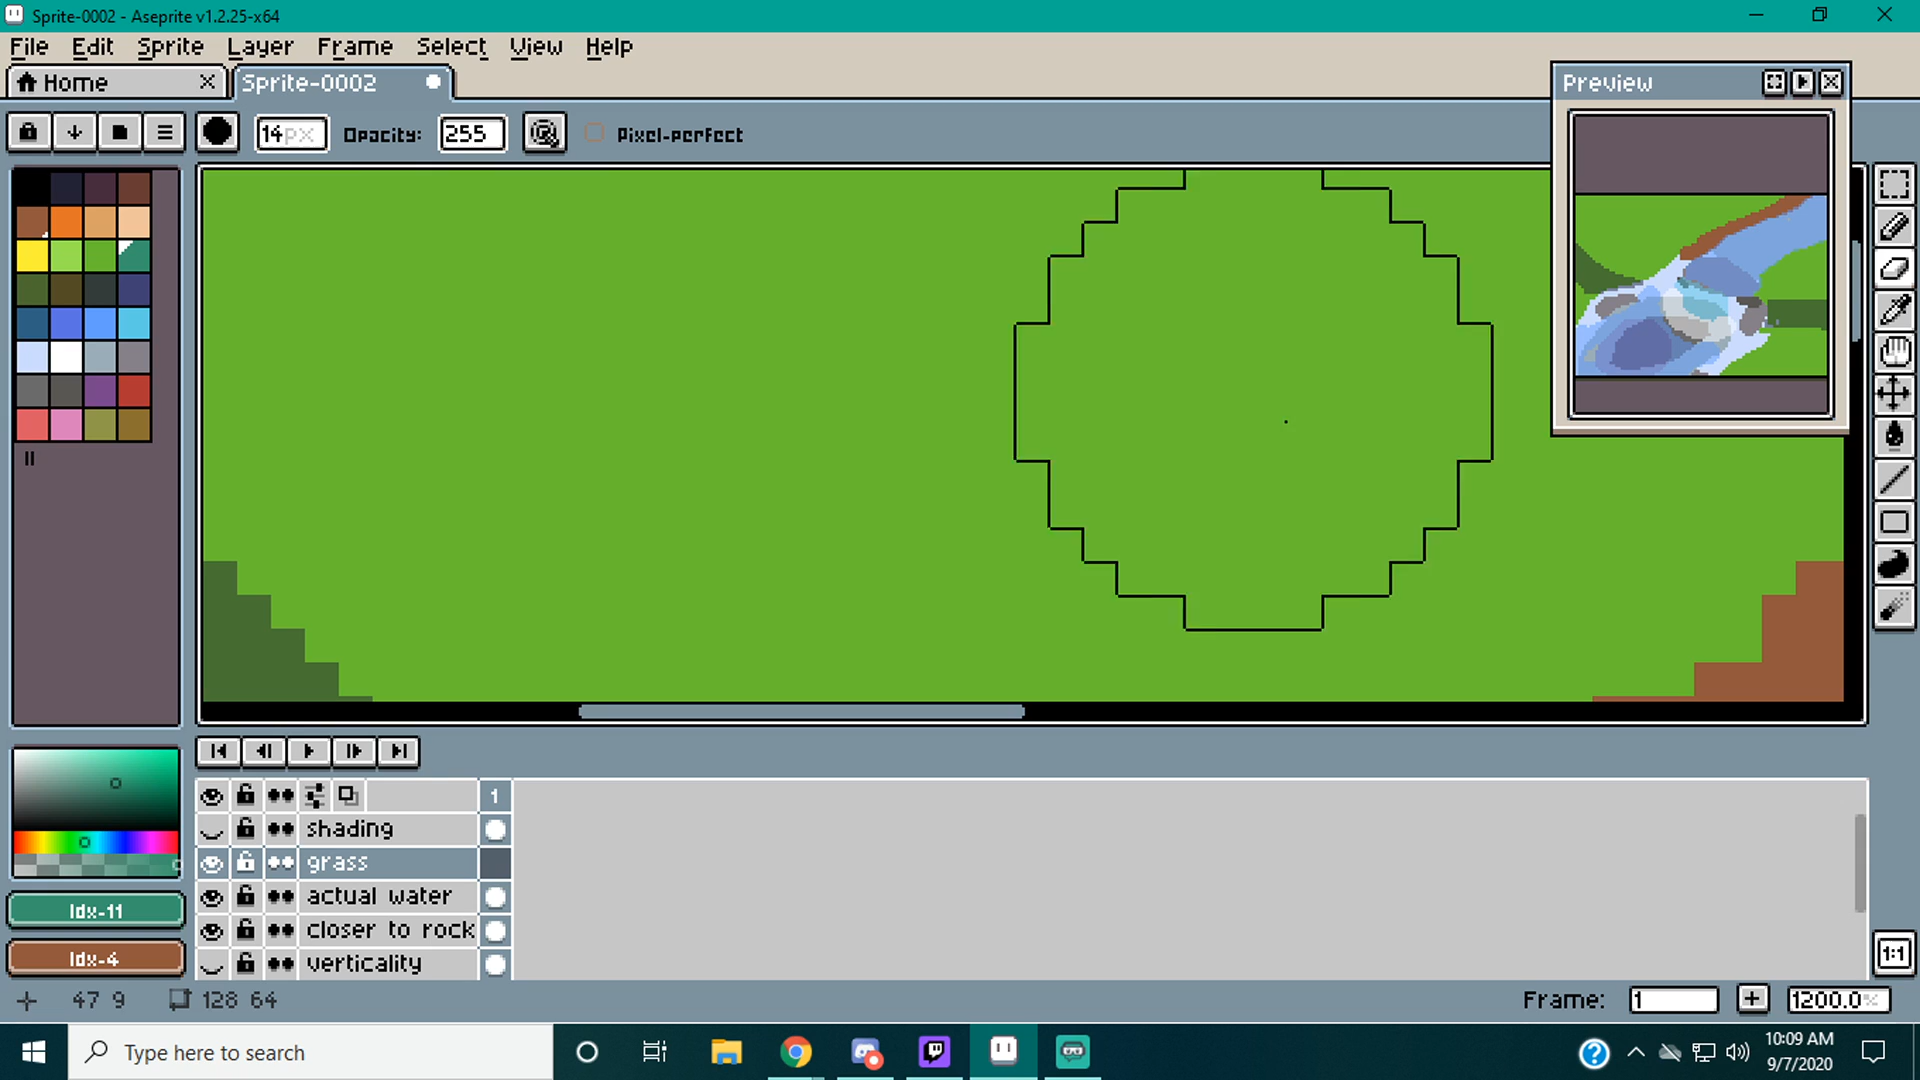 Sprite-0002 - Aseprite v1.2.25-x64
File Edit Sprite Layer Frame Select View Help
Home
Sprite-0002
Preview
14px
Opacity:
255
Pixel-perfect
1
shading
grass
actual water
closer to rock
verticality
Idx-11
Idx-4
47 9
128 64
1:1
Frame:
1
1200.0%
Type here to search
10:09 AM
9/7/2020